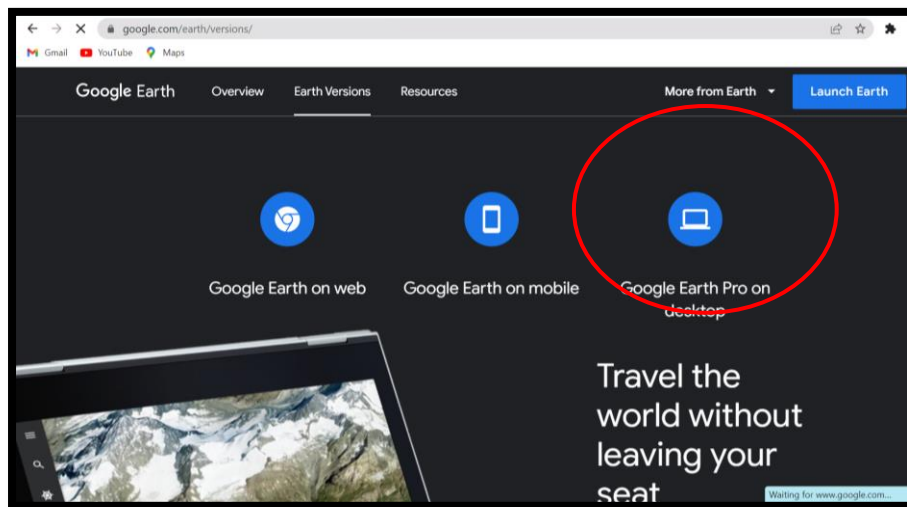 google.com/earth/versions/
Gmail YouTube Maps
Google Earth Overview Earth Versions Resources More from Earth Launch Earth
Google Earth on web
Google Earth on mobile
Google Earth Pro on
desktop
Travel the
world without
leaving your
seat
Waiting for www.google.com...